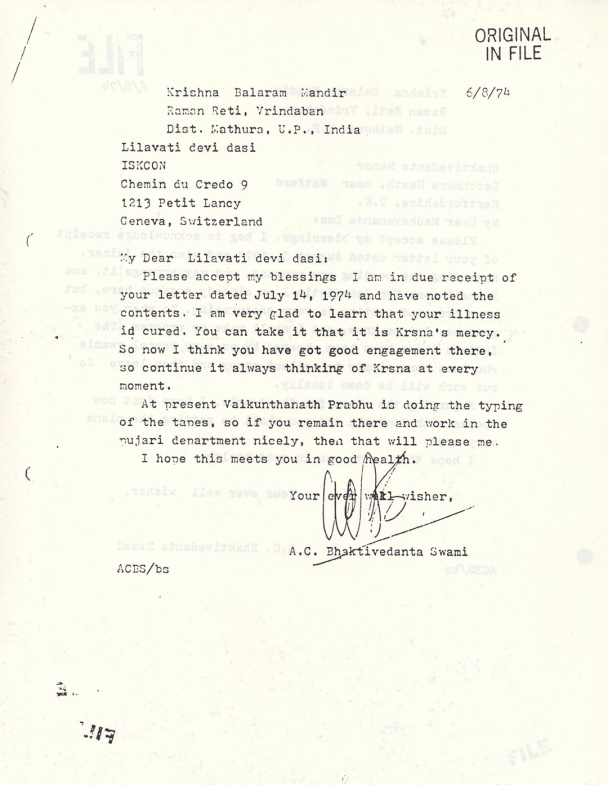 ORIGINAL
IN FILE
Krishna Balaram Mandir 6/8/74
Raman Reti, Vrindaban
Dist. Mathura, U.P., India
Lilavati devi dasi
ISKCON
Chemin du Credo 9
1213 Petit Lancy
Geneva, Switzerland
My Dear Lilavati devi dasi:
Please accept my blessings I am in due receipt of
your letter dated July 14, 1974 and have noted the
contents. I am very glad to learn that your illness
id cured. You can take it that it is Krsna's mercy.
So now I think you have got good engagement there,
so continue it always thinking of Krsna at every
moment.
At present Vaikunthanath Prabhu is doing the typing
of the tapes, so if you remain there and work in the
pujari department nicely, then that will please me.
I hope this meets you in good health.
Your ever well wisher,
A.C. Bhaktivedanta Swami
ACBS/bs
FILE